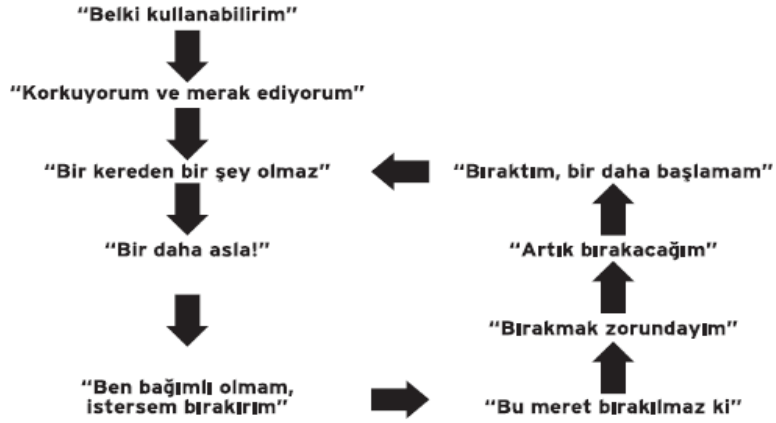 “Belki kullanabilirim”
“Korkuyorum ve merak ediyorum”
“Bir kereden bir şey olmaz”
“Bir daha asla!”
“Ben bağımlı olmam,
istersem bırakırım”
“Bu meret bırakılmaz ki”
“Bırakmak zorundayım”
“Artık bırakacağım”
“Bıraktım, bir daha başlamam”